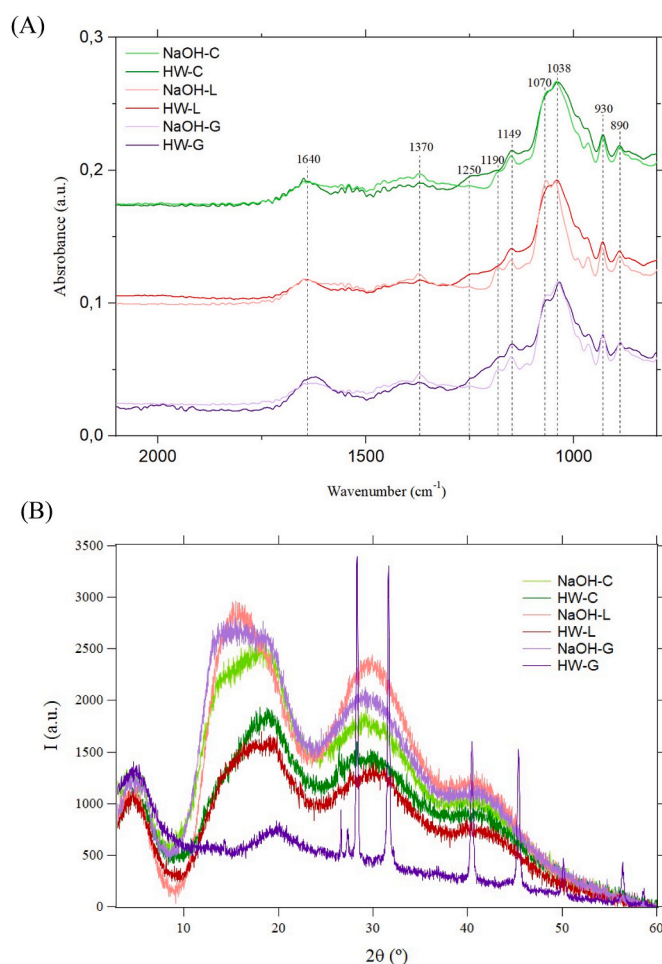 (A)
0,3
0,2
0,1
0,0
Absrobance (a.u.)
NaOH-C
HW-C
NaOH-L
HW-L
NaOH-G
HW-G
1640
1370
1250
1190
1149
1070
1038
930
890
2000
1500
1000
Wavenumber (cm-1)
(B)
3500
3000
2500
2000
1500
1000
500
0
I (a.u.)
NaOH-C
HW-C
NaOH-L
HW-L
NaOH-G
HW-G
10
20
30
40
50
60
2θ (º)